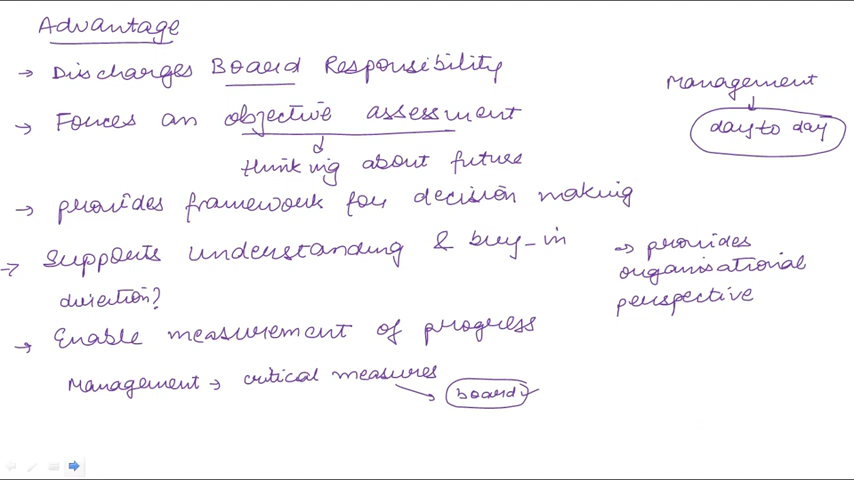 Advantage
→ Discharges Board Responsibility
→ Forces an objective assessment
thinking about future
Management
day to day
→ provides framework for decision making
→ Supports understanding & buy-in
direction?
→ provides
organisational
perspective
→ Enable measurement of progress
Management → critical measures
board